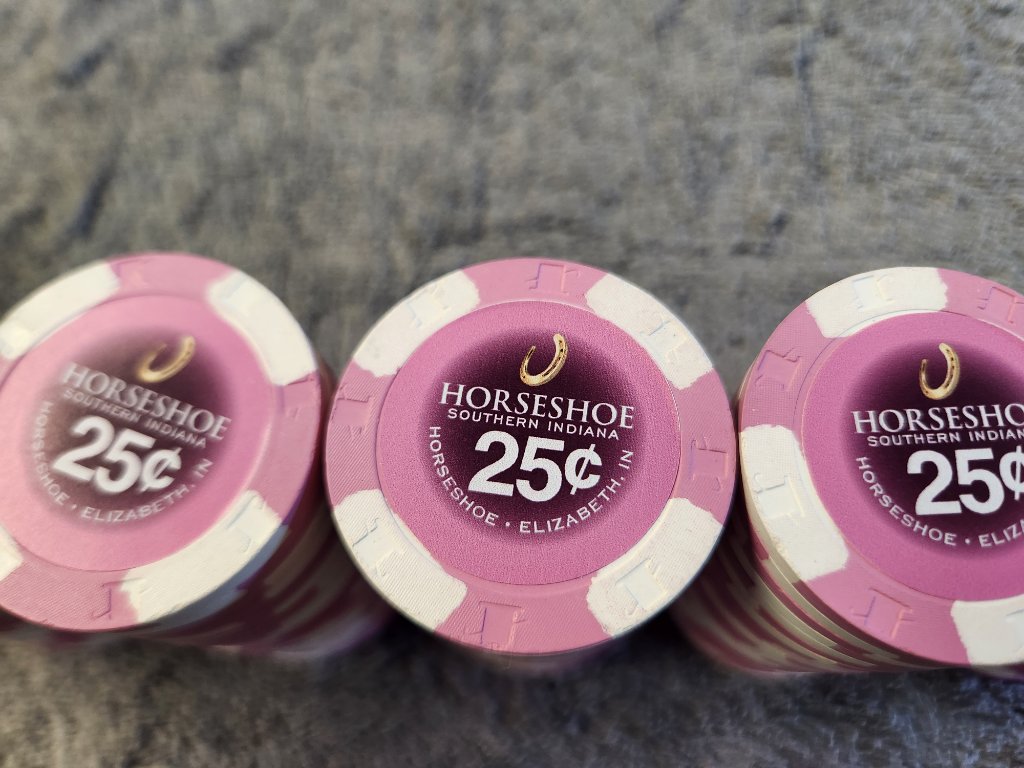 HORSESHOE
SOUTHERN INDIANA
25¢
HORSESHOE • ELIZABETH, IN
HORSESHOE
SOUTHERN INDIANA
25¢
HORSESHOE • ELIZABETH, IN
HORSESHO
SOUTHERN INDIAN
25¢
HORSESHOE • ELIZ